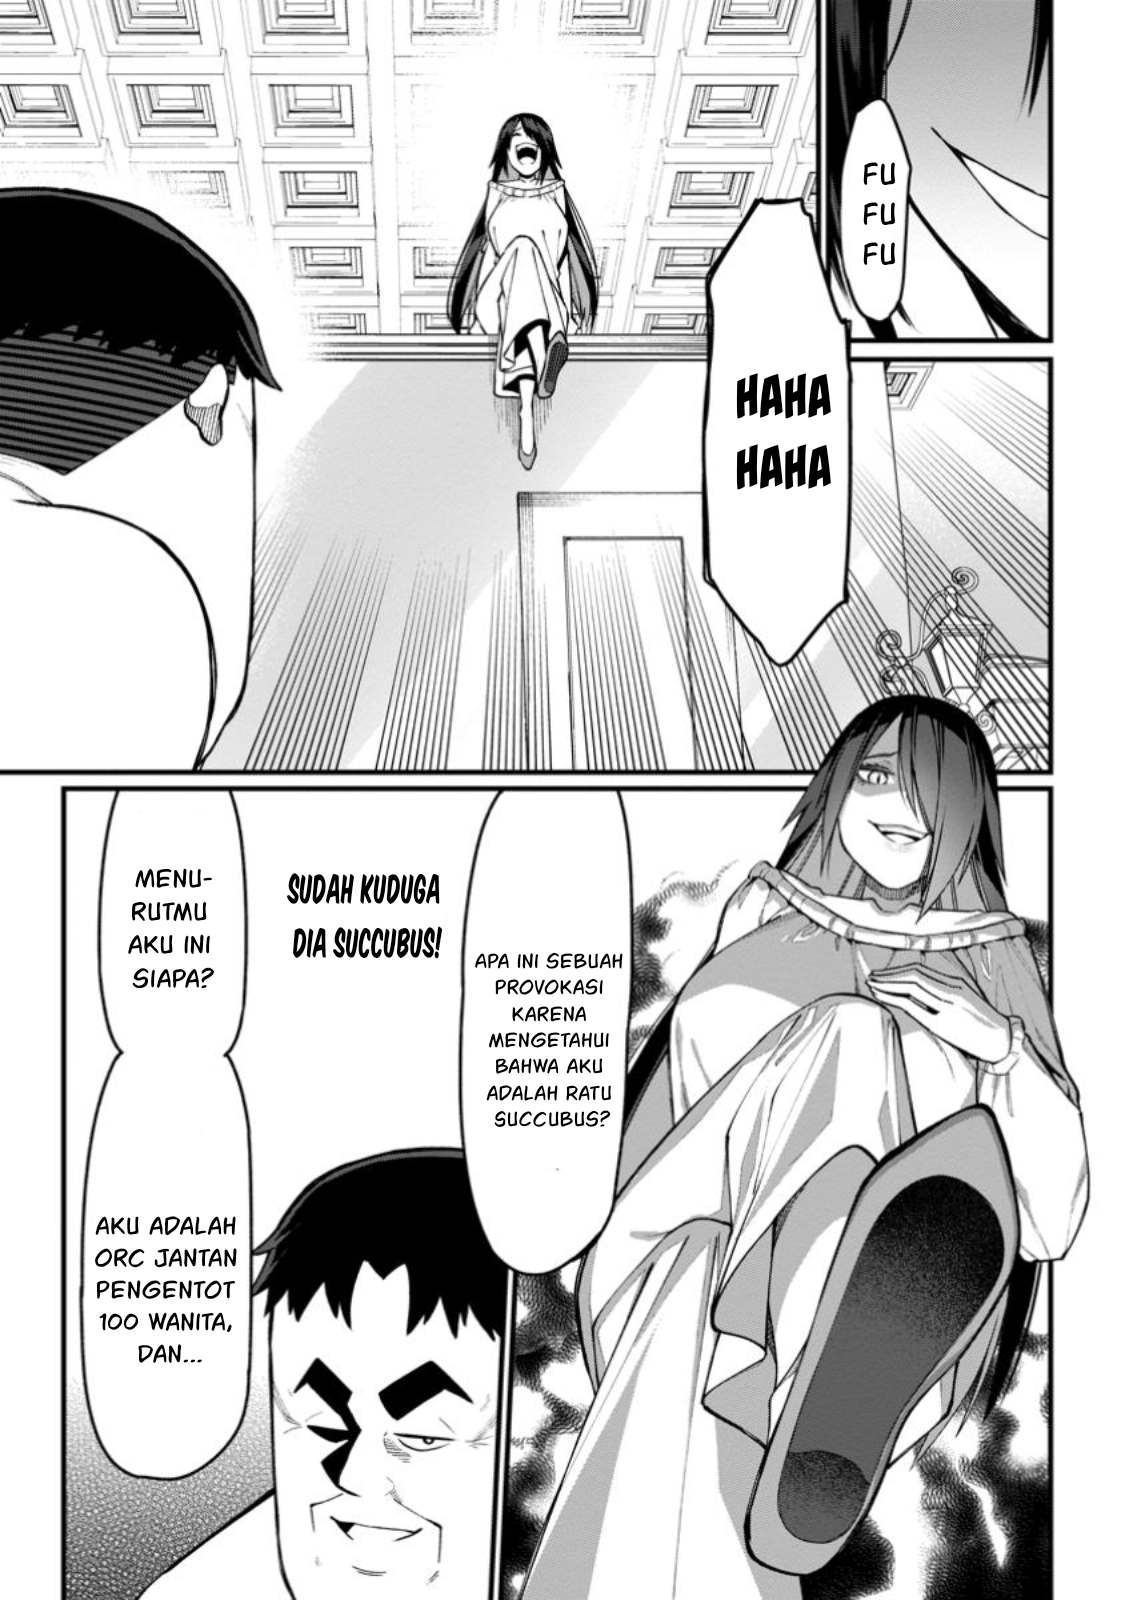 FU
FU
FU
HAHA
HAHA
APA INI SEBUAH
PROVOKASI
KARENA
MENGETAHUI
BAHWA AKU
ADALAH RATU
SUCCUBUS?
SUDAH KUDUGA
DIA SUCCUBUS!
MENU-
RUTMU
AKU INI
SIAPA?
AKU ADALAH
ORC JANTAN
PENGENTOT
100 WANITA,
DAN...